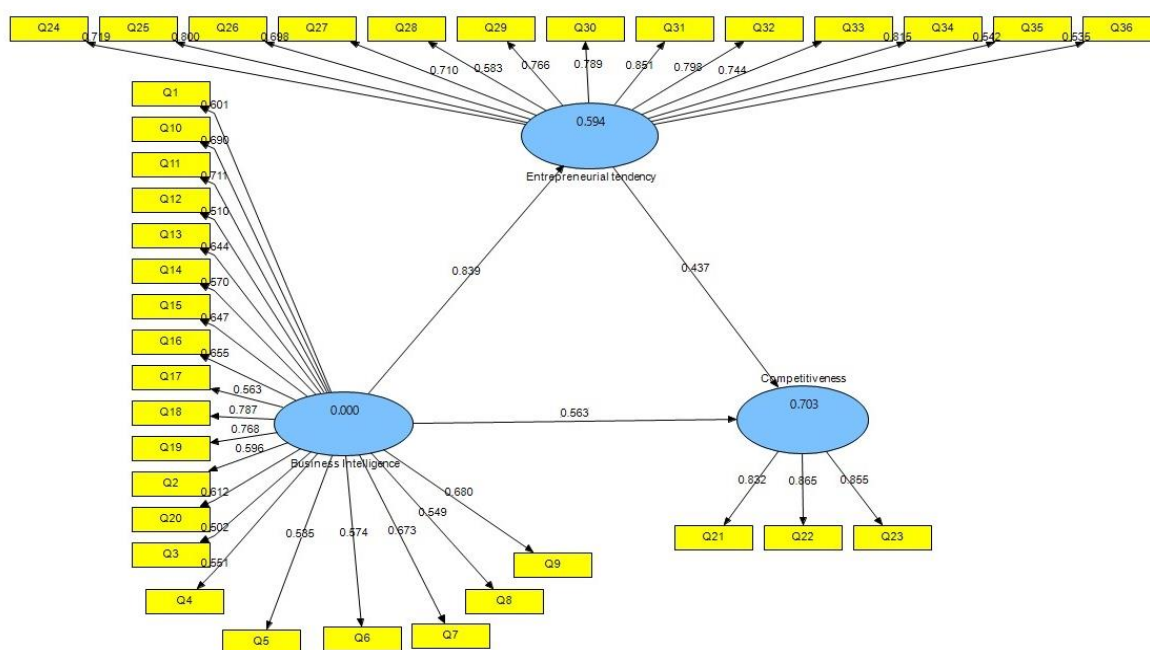 Q24 Q25 Q26 Q27 Q28 Q29 Q30 Q31 Q32 Q33 Q34 Q35 Q36
0.719 0.800 0.698 0.710 0.583 0.766 0.789 0.851 0.798 0.744 0.815 0.542 0.535
0.594
Entrepreneurial tendency
Q1 0.601
Q10 0.690
Q11 0.711
Q12 0.510
Q13 0.644
Q14 0.570
Q15 0.647
Q16 0.655
Q17 0.563
Q18 0.787
Q19 0.768
Q2 0.596
Q20 0.612
Q3 0.502
Q4 0.551
0.839
0.437
0.000
Business Intelligence
0.563
Competitiveness
0.703
0.535 0.574 0.673 0.549 0.680
Q5 Q6 Q7 Q8 Q9
0.832 0.865 0.855
Q21 Q22 Q23